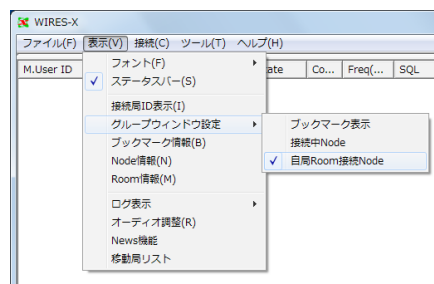 WIRES-X
ファイル(F) 表示(V) 接続(C) ツール(T) ヘルプ(H)
M.User ID ate Co... Freq(... SQL
フォント(F)
ステータスバー(S)
接続局ID表示(I)
グループウィンドウ設定
ブックマーク情報(B)
Node情報(N)
Room情報(M)
ログ表示
オーディオ調整(R)
News機能
移動局リスト
ブックマーク表示
接続中Node
自局Room接続Node